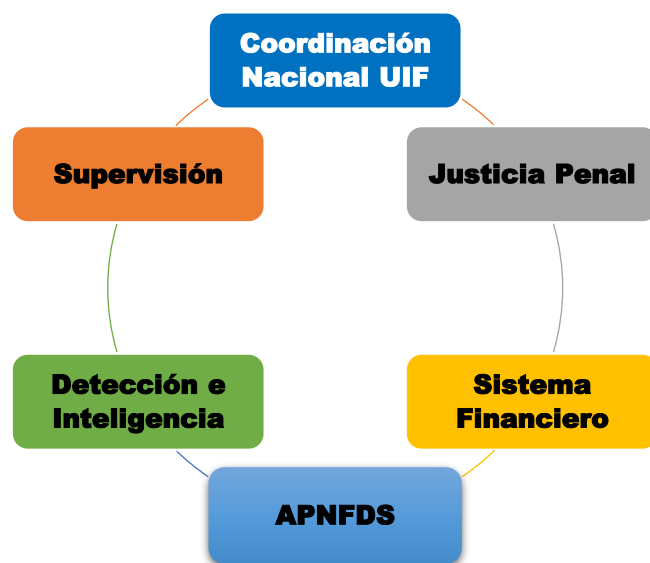 Coordinación
Nacional UIF
Supervisión
Justicia Penal
Detección e
Inteligencia
Sistema
Financiero
APNFDS